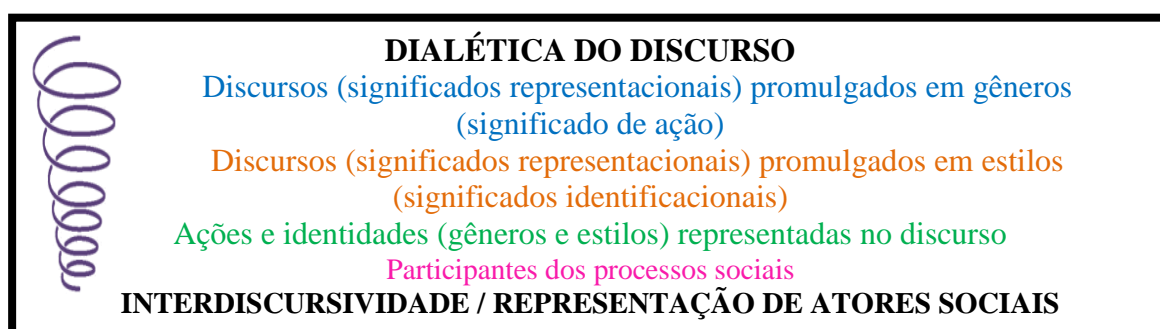 DIALÉTICA DO DISCURSO
Discursos (significados representacionais) promulgados em gêneros
(significado de ação)
Discursos (significados representacionais) promulgados em estilos
(significados identificacionais)
Ações e identidades (gêneros e estilos) representadas no discurso
Participantes dos processos sociais
INTERDISCURSIVIDADE / REPRESENTAÇÃO DE ATORES SOCIAIS